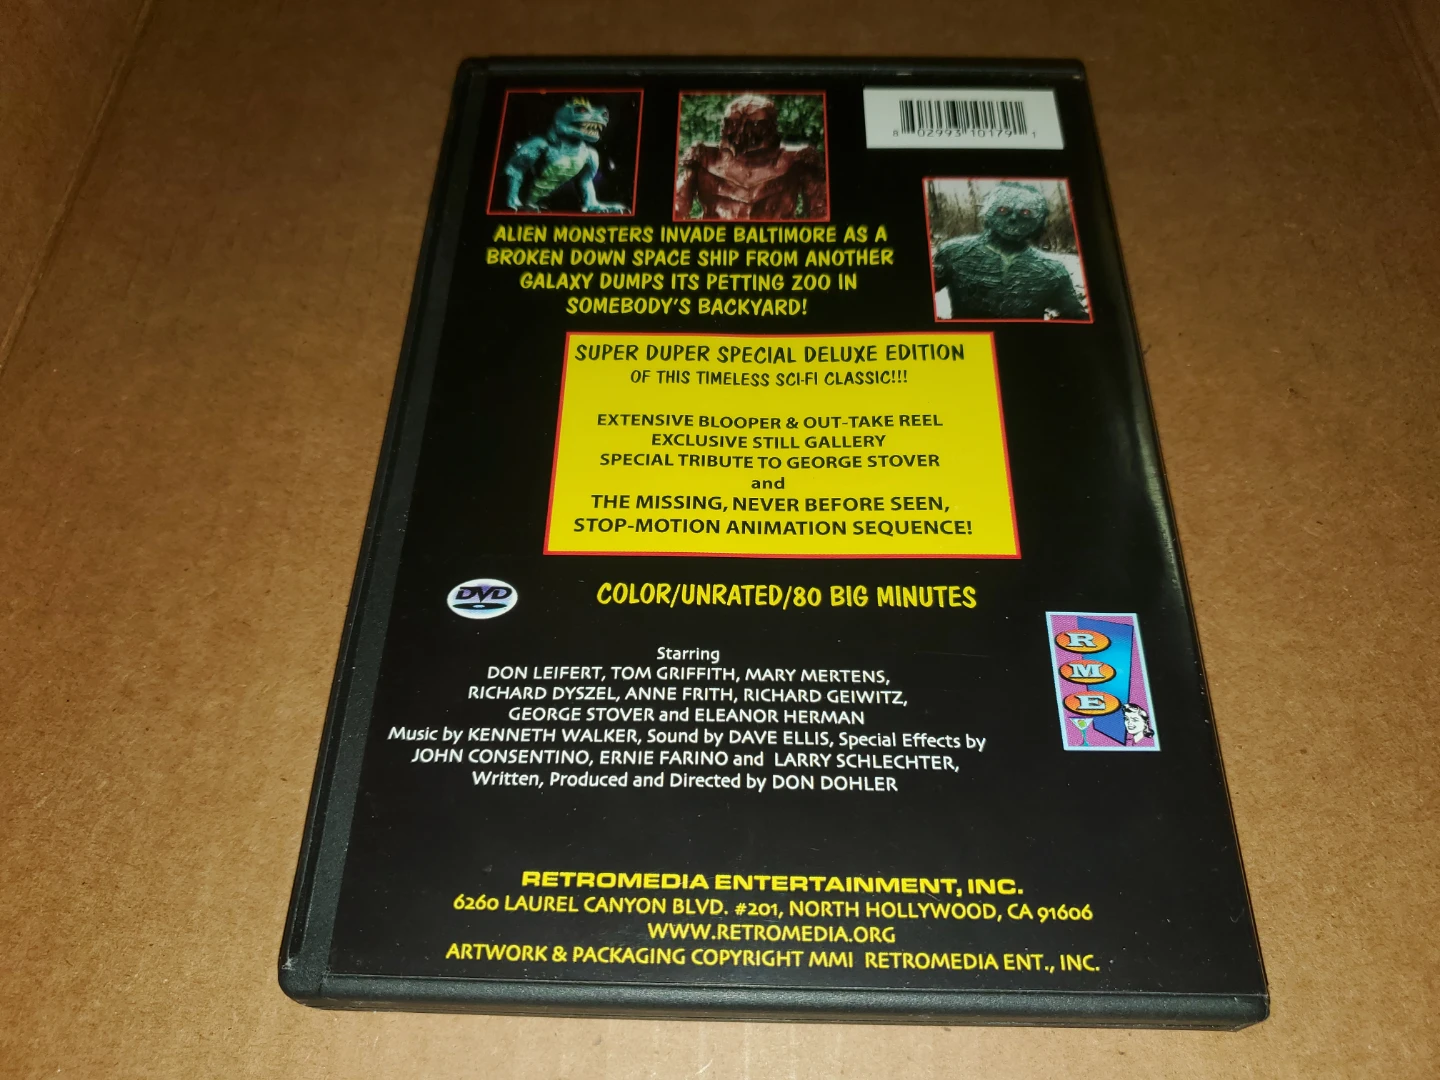 8 02993 10179 1
ALIEN MONSTERS INVADE BALTIMORE AS A
BROKEN DOWN SPACE SHIP FROM ANOTHER
GALAXY DUMPS ITS PETTING ZOO IN
SOMEBODY'S BACKYARD!
SUPER DUPER SPECIAL DELUXE EDITION
OF THIS TIMELESS SCI-FI CLASSIC!!!
EXTENSIVE BLOOPER & OUT-TAKE REEL
EXCLUSIVE STILL GALLERY
SPECIAL TRIBUTE TO GEORGE STOVER
and
THE MISSING, NEVER BEFORE SEEN,
STOP-MOTION ANIMATION SEQUENCE!
DVD
COLOR/UNRATED/80 BIG MINUTES
R
M
E
Starring
DON LEIFERT, TOM GRIFFITH, MARY MERTENS,
RICHARD DYSZEL, ANNE FRITH, RICHARD GEIWITZ,
GEORGE STOVER and ELEANOR HERMAN
Music by KENNETH WALKER, Sound by DAVE ELLIS, Special Effects by
JOHN CONSENTINO, ERNIE FARINO and LARRY SCHLECHTER,
Written, Produced and Directed by DON DOHLER
RETROMEDIA ENTERTAINMENT, INC.
6260 LAUREL CANYON BLVD. #201, NORTH HOLLYWOOD, CA 91606
WWW.RETROMEDIA.ORG
ARTWORK & PACKAGING COPYRIGHT MMI RETROMEDIA ENT., INC.